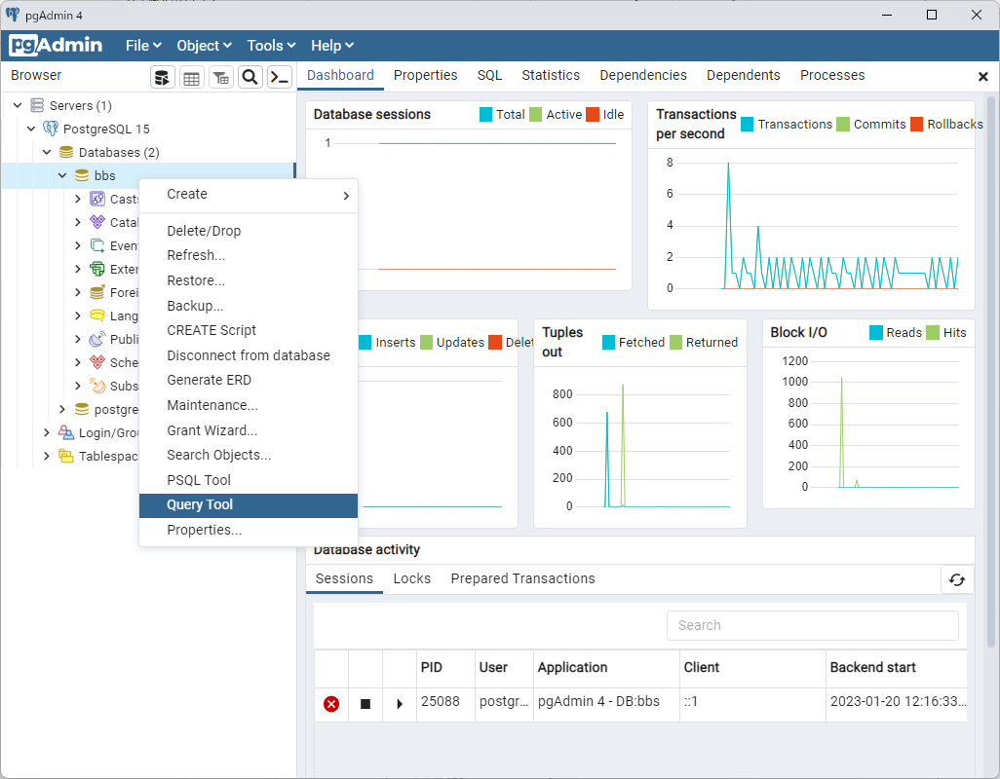 pgAdmin 4
pgAdmin File Object Tools Help
Browser
Dashboard Properties SQL Statistics Dependencies Dependents Processes
Servers (1)
PostgreSQL 15
Databases (2)
bbs
Casts
Catal
Even
Exter
Forei
Lang
Publi
Sche
Subs
postgre
Login/Grou
Tablespac
Create
Delete/Drop
Refresh...
Restore...
Backup...
CREATE Script
Disconnect from database
Generate ERD
Maintenance...
Grant Wizard...
Search Objects...
PSQL Tool
Query Tool
Properties...
Database sessions Total Active Idle
1
Transactions per second Transactions Commits Rollbacks
8
6
4
2
0
Inserts Updates Delet
Tuples out Fetched Returned
800
600
400
200
0
Block I/O Reads Hits
1200
1000
800
600
400
200
0
Database activity
Sessions Locks Prepared Transactions
Search
PID User Application Client Backend start
25088 postgr... pgAdmin 4 - DB:bbs ::1 2023-01-20 12:16:33...